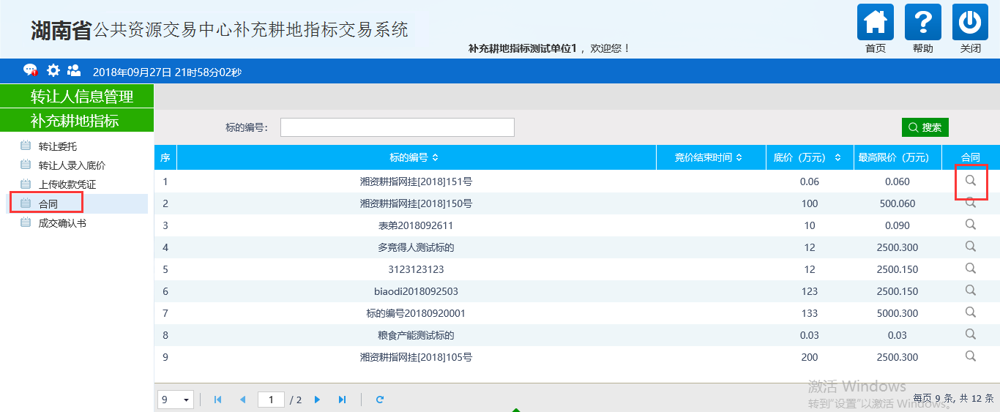 湖南省公共资源交易中心补充耕地指标交易系统
补充耕地指标测试单位1 ，欢迎您！
首页 帮助 关闭
2018年09月27日 21时58分02秒
转让人信息管理
补充耕地指标
转让委托
转让人录入底价
上传收款凭证
合同
成交确认书
标的编号： 搜索
序 标的编号 竞价结束时间 底价（万元） 最高限价（万元） 合同
1 湘资耕指网挂[2018]151号 0.06 0.060
2 湘资耕指网挂[2018]150号 100 500.060
3 表弟2018092611 10 0.090
4 多竞得人测试标的 12 2500.300
5 3123123123 12 2500.150
6 biaodi2018092503 123 2500.150
7 标的编号20180920001 133 5000.300
8 粮食产能测试标的 0.03 0.03
9 湘资耕指网挂[2018]105号 200 2500.300
9 1 / 2 每页 9 条, 共 12 条
激活 Windows
转到"设置"以激活 Windows。